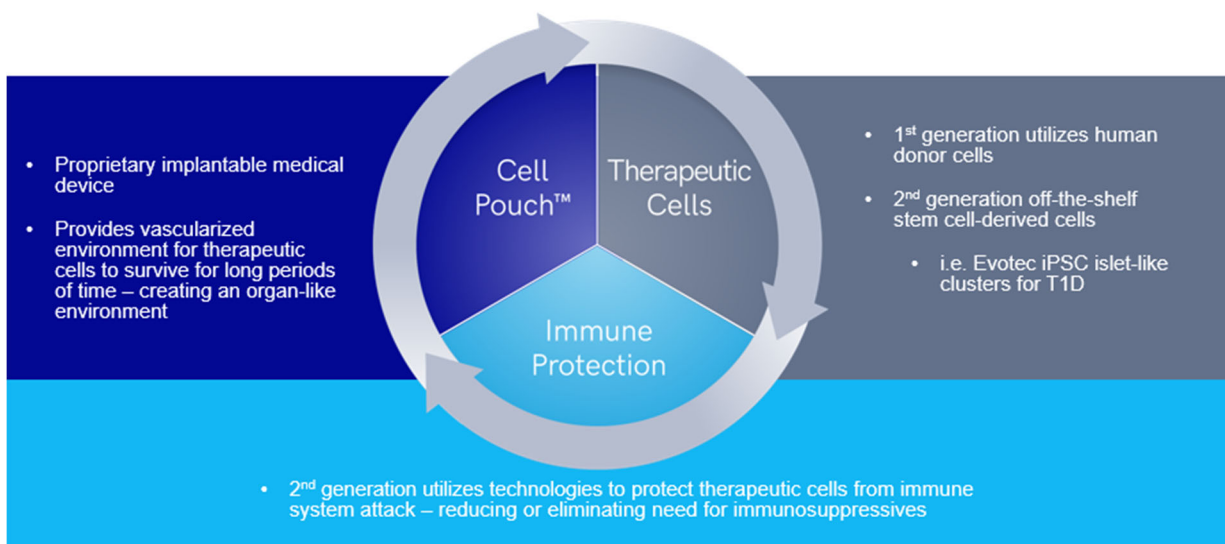 Cell
Pouch™
Therapeutic
Cells
Immune
Protection
• Proprietary implantable medical
device
• Provides vascularized
environment for therapeutic
cells to survive for long periods
of time – creating an organ-like
environment
• 1st generation utilizes human
donor cells
• 2nd generation off-the-shelf
stem cell-derived cells
• i.e. Evotec iPSC islet-like
clusters for T1D
• 2nd generation utilizes technologies to protect therapeutic cells from immune
system attack – reducing or eliminating need for immunosuppressives